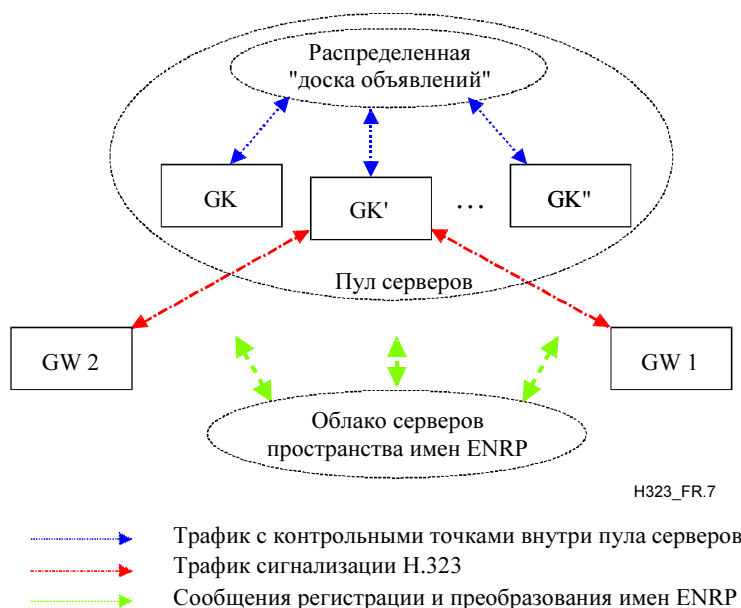 Распределенная
"доска объявлений"
GK
GK'
...
GK"
Пул серверов
GW 2
GW 1
Облако серверов
пространства имен ENRP
H323_FR.7
Трафик с контрольными точками внутри пула серверов
Трафик сигнализации H.323
Сообщения регистрации и преобразования имен ENRP